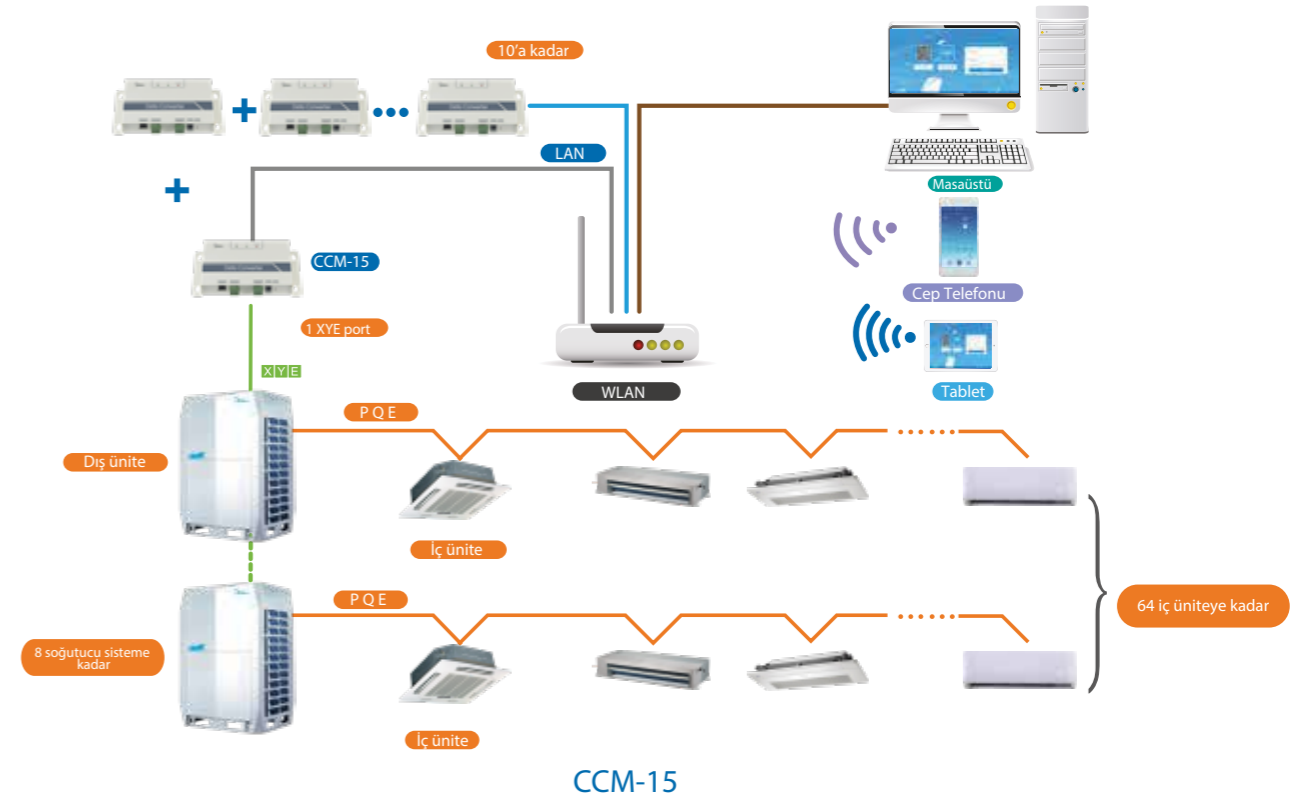 10'a kadar
LAN
Masaüstü
CCM-15
Cep Telefonu
1 XYE port
X Y E
WLAN
Tablet
P Q E
Dış ünite
İç ünite
P Q E
64 iç üniteye kadar
8 soğutucu sisteme
kadar
İç ünite
CCM-15